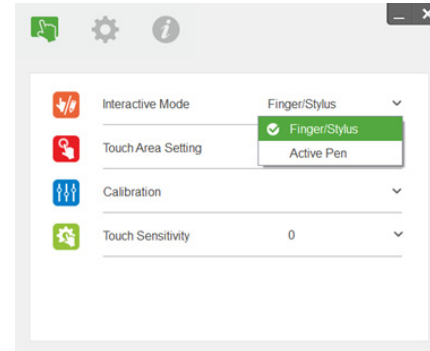 Interactive Mode Finger/Stylus
Finger/Stylus
Touch Area Setting
Active Pen
Calibration
Touch Sensitivity 0